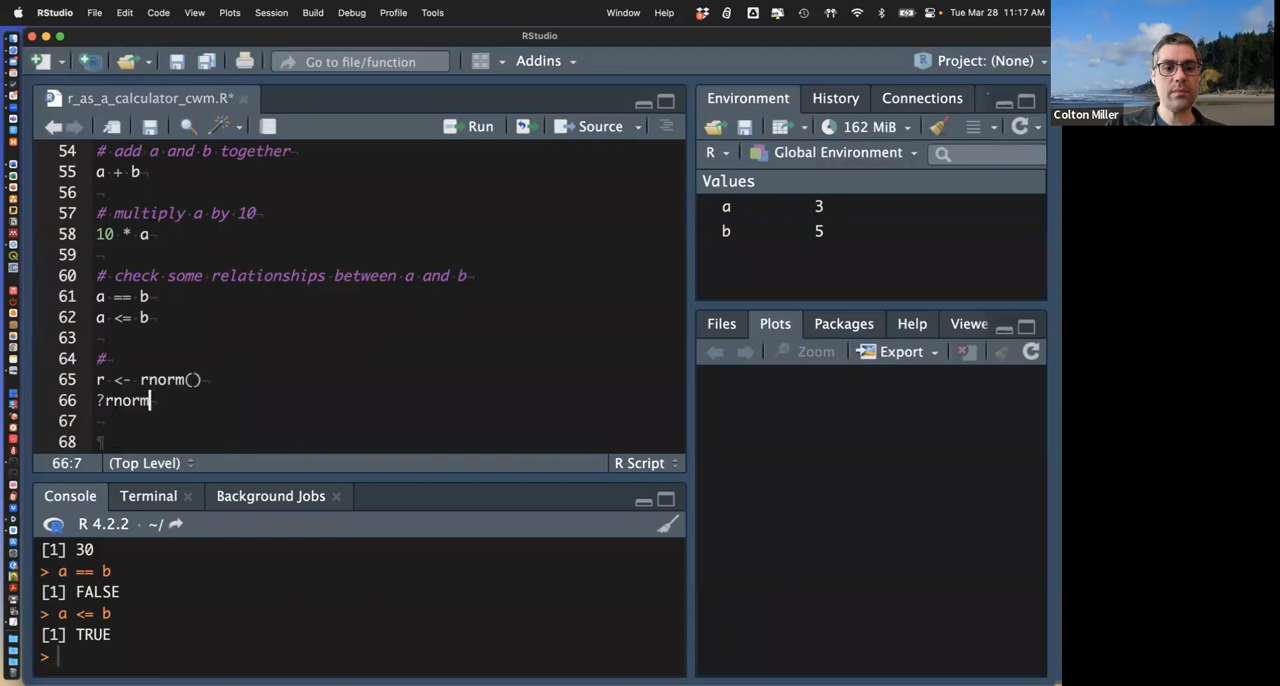 RStudio File Edit Code View Plots Session Build Debug Profile Tools Window Help Tue Mar 28 11:17 AM
RStudio
Go to file/function Addins Project: (None)
r_as_a_calculator_cwm.R*
Run Source
54 # add a and b together
55 a + b
56
57 # multiply a by 10
58 10 * a
59
60 # check some relationships between a and b
61 a == b
62 a <= b
63
64 #
65 r <- rnorm()
66 ?rnorm
67
68
66:7 (Top Level) R Script
Console Terminal Background Jobs
R 4.2.2 · ~/
[1] 30
> a == b
[1] FALSE
> a <= b
[1] TRUE
>
Environment History Connections
162 MiB
R Global Environment
Values
a 3
b 5
Files Plots Packages Help Viewe
Zoom Export
Colton Miller